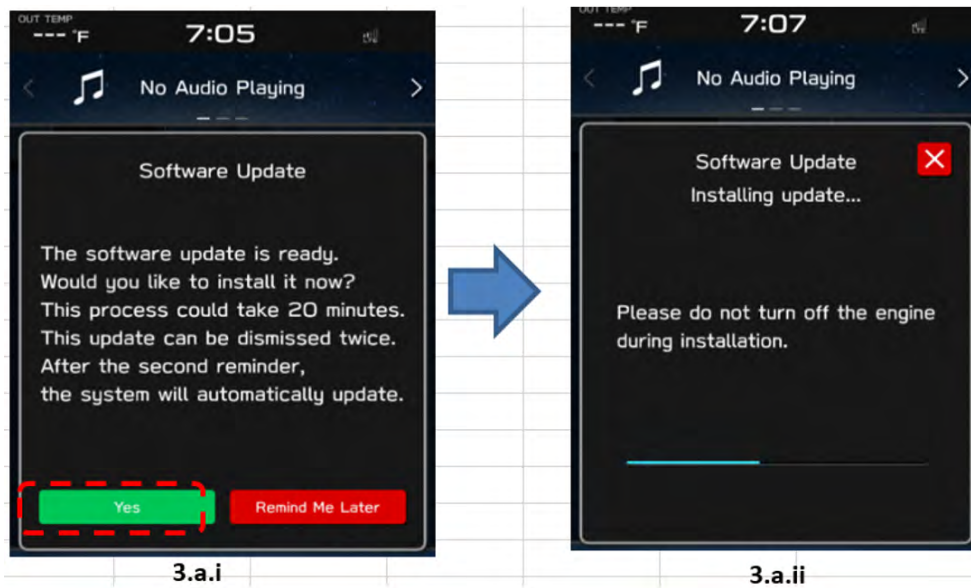 OUT TEMP
--- °F
7:05
No Audio Playing
Software Update
The software update is ready.
Would you like to install it now?
This process could take 20 minutes.
This update can be dismissed twice.
After the second reminder,
the system will automatically update.
Yes
Remind Me Later
3.a.i
OUT TEMP
--- °F
7:07
No Audio Playing
Software Update
Installing update...
Please do not turn off the engine
during installation.
3.a.ii